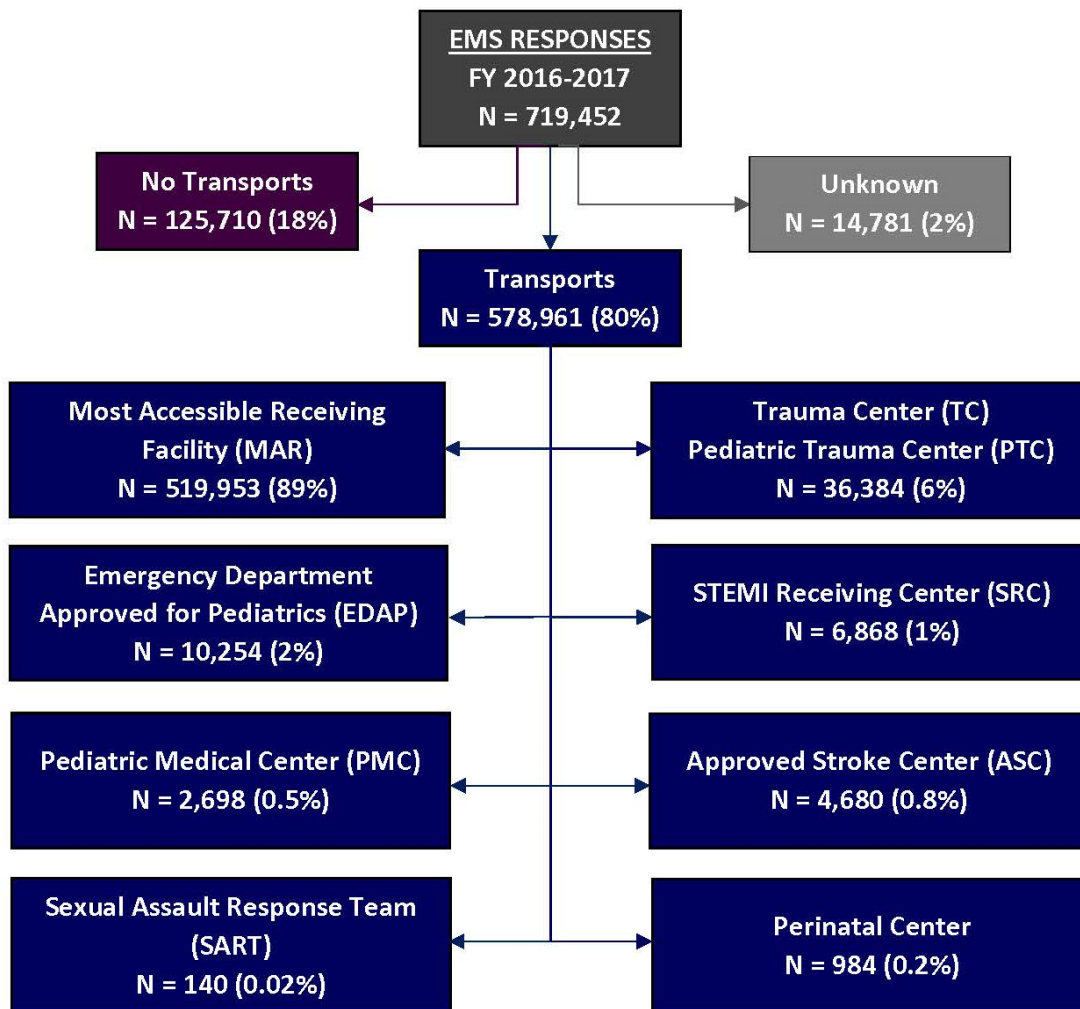 EMS RESPONSES
FY 2016-2017
N = 719,452
No Transports
N = 125,710 (18%)
Unknown
N = 14,781 (2%)
Transports
N = 578,961 (80%)
Most Accessible Receiving
Facility (MAR)
N = 519,953 (89%)
Trauma Center (TC)
Pediatric Trauma Center (PTC)
N = 36,384 (6%)
Emergency Department
Approved for Pediatrics (EDAP)
N = 10,254 (2%)
STEMI Receiving Center (SRC)
N = 6,868 (1%)
Pediatric Medical Center (PMC)
N = 2,698 (0.5%)
Approved Stroke Center (ASC)
N = 4,680 (0.8%)
Sexual Assault Response Team
(SART)
N = 140 (0.02%)
Perinatal Center
N = 984 (0.2%)